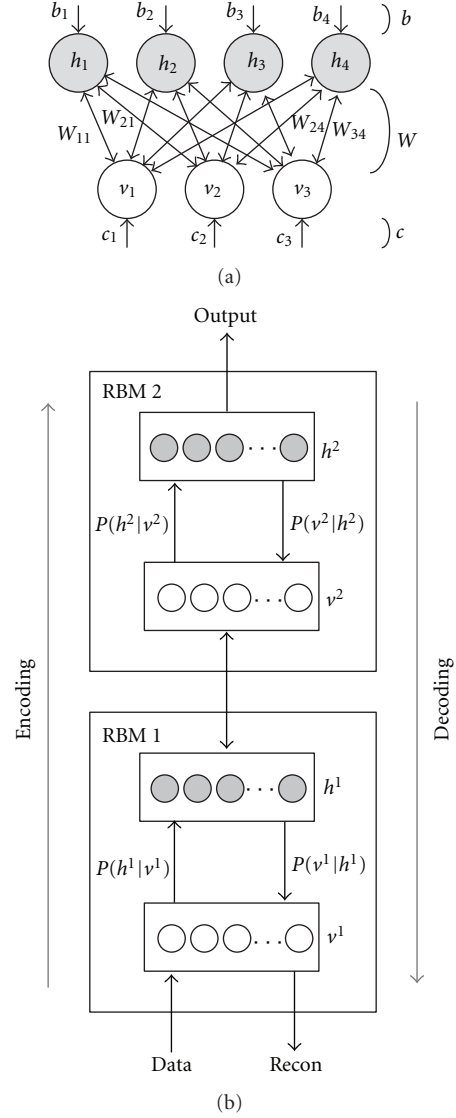 b₁ b₂ b₃ b₄ b
h₁ h₂ h₃ h₄
W₁₁ W₂₁ W₂₄ W₃₄ W
v₁ v₂ v₃
c₁ c₂ c₃ c
(a)
Output
RBM 2
h²
P(h²|v²) P(v²|h²)
v²
Encoding
Decoding
RBM 1
h¹
P(h¹|v¹) P(v¹|h¹)
v¹
Data Recon
(b)